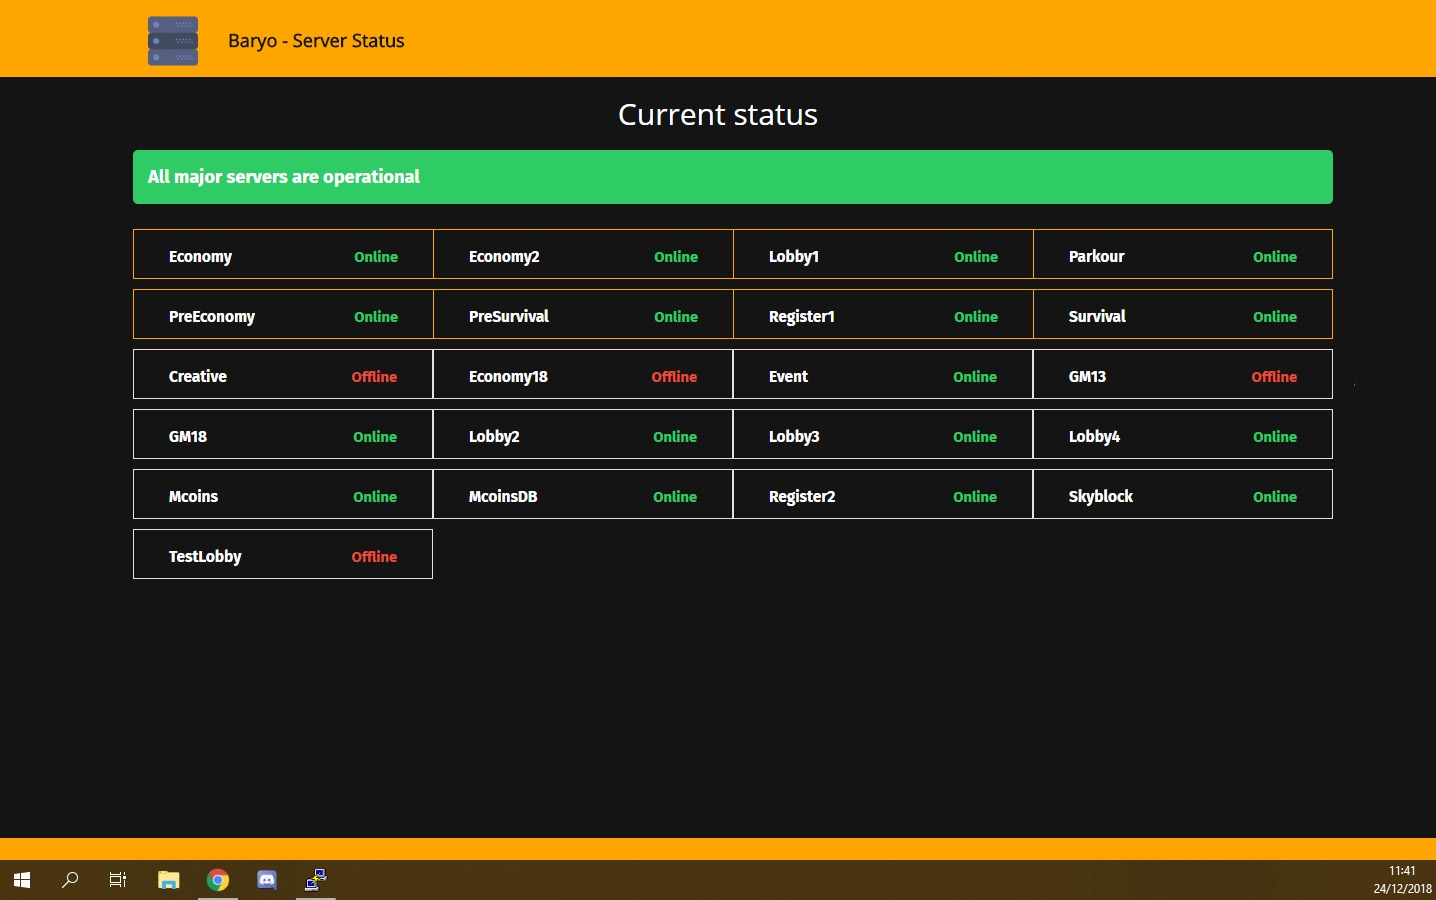 Baryo - Server Status
Current status
All major servers are operational
Economy Online Economy2 Online Lobby1 Online Parkour Online
PreEconomy Online PreSurvival Online Register1 Online Survival Online
Creative Offline Economy18 Offline Event Online GM13 Offline
GM18 Online Lobby2 Online Lobby3 Online Lobby4 Online
Mcoins Online McoinsDB Online Register2 Online Skyblock Online
TestLobby Offline
11:41
24/12/2018